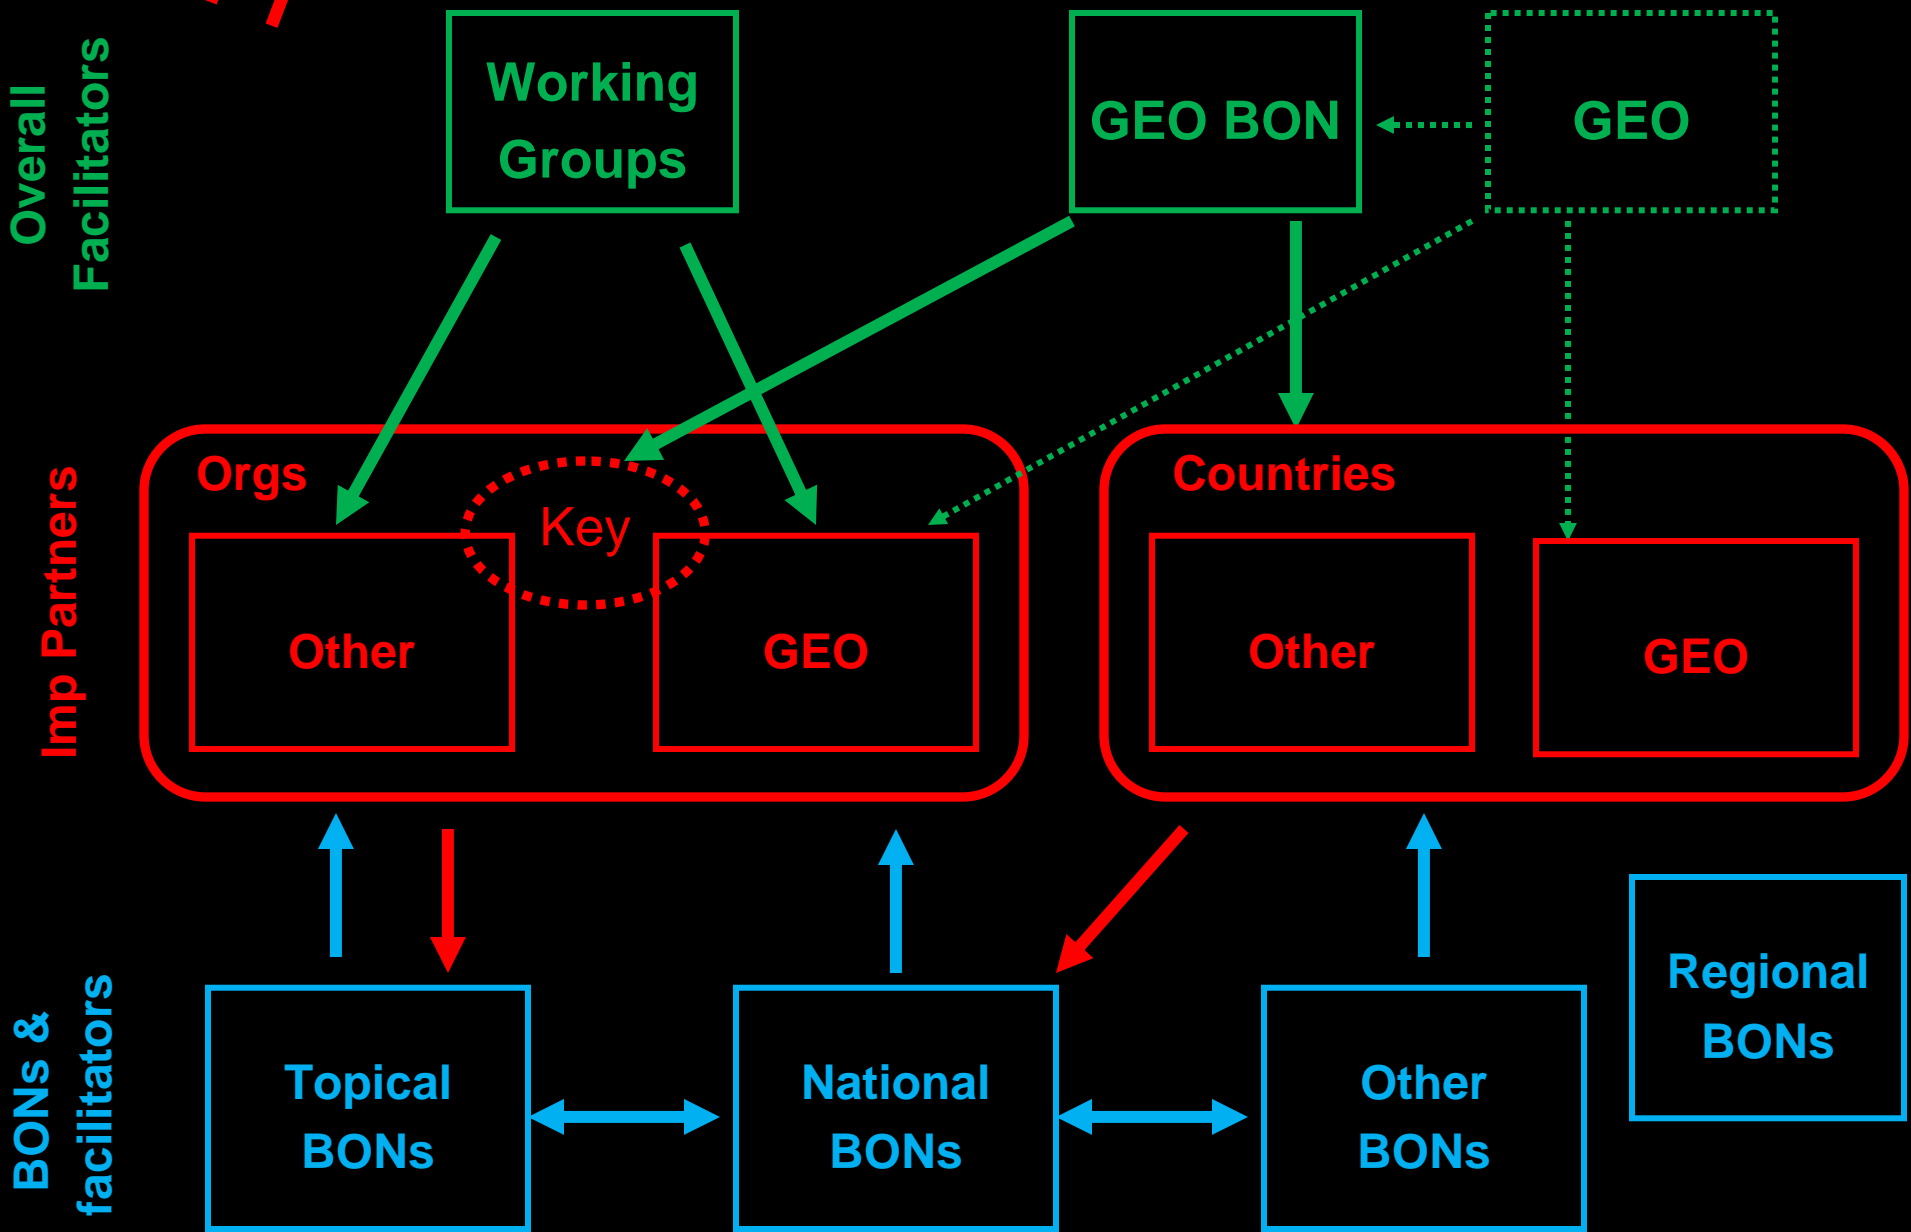 Overall
Facilitators
Working
Groups
GEO BON
GEO
Imp Partners
Orgs
Key
Other
GEO
Countries
Other
GEO
BONs &
facilitators
Topical
BONs
National
BONs
Other
BONs
Regional
BONs